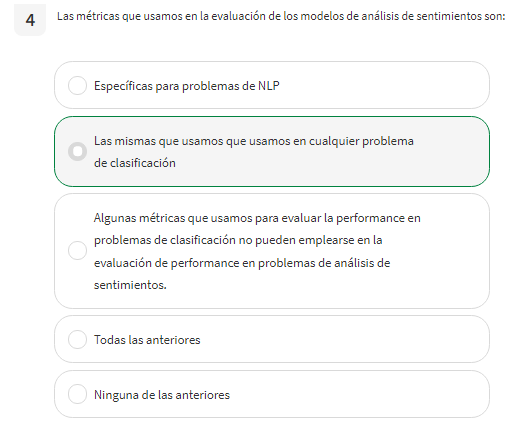 4
Las métricas que usamos en la evaluación de los modelos de análisis de sentimientos son:
Específicas para problemas de NLP
Las mismas que usamos que usamos en cualquier problema
de clasificación
Algunas métricas que usamos para evaluar la performance en
problemas de clasificación no pueden emplearse en la
evaluación de performance en problemas de análisis de
sentimientos.
Todas las anteriores
Ninguna de las anteriores